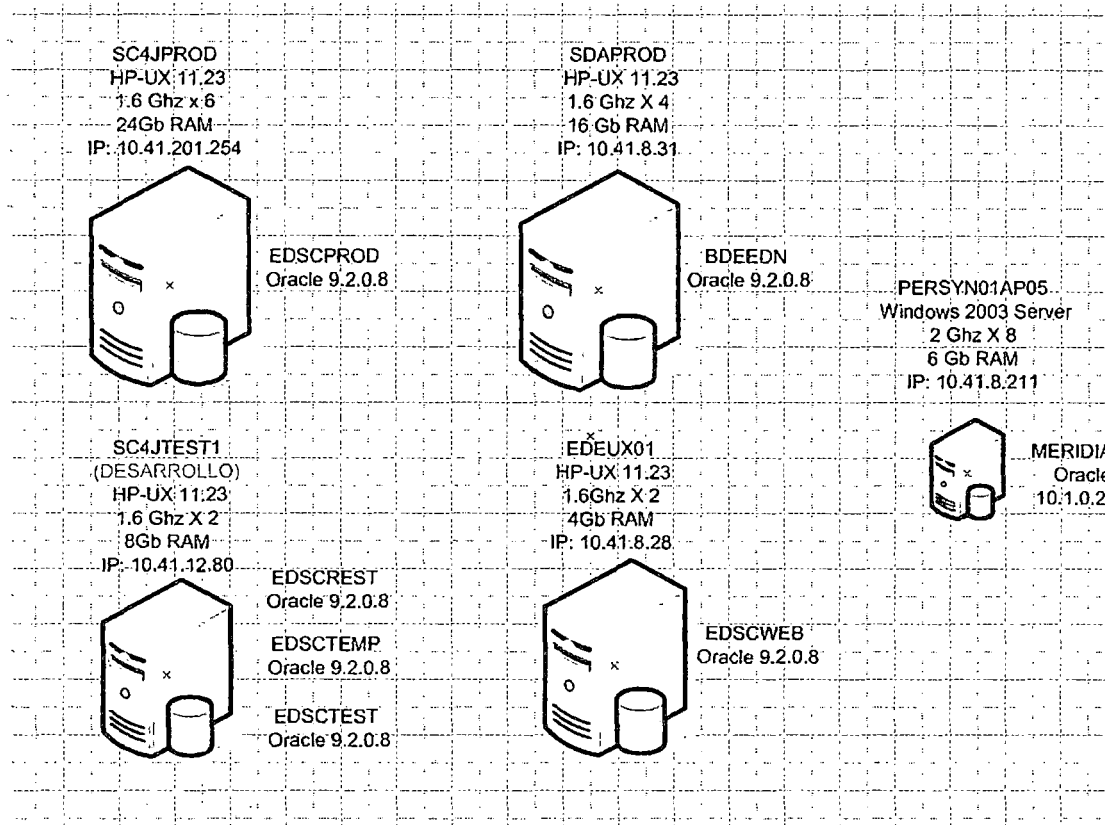 SC4JPROD
HP-UX 11.23
1.6 Ghz x 6
24Gb RAM
IP: 10.41.201.254
EDSCPROD
Oracle 9.2.0.8
SDAPROD
HP-UX 11.23
1.6 Ghz X 4
16 Gb RAM
IP: 10.41.8.31
BDEEDN
Oracle 9.2.0.8
PERSYN01AP05
Windows 2003 Server
2 Ghz X 8
6 Gb RAM
IP: 10.41.8.211
MERIDIA
Oracle
10.1.0.2
SC4JTEST1
(DESARROLLO)
HP-UX 11.23
1.6 Ghz X 2
8Gb RAM
IP: 10.41.12.80
EDSCREST
Oracle 9.2.0.8
EDSCTEMP
Oracle 9.2.0.8
EDSCTEST
Oracle 9.2.0.8
EDEUX01
HP-UX 11.23
1.6Ghz X 2
4Gb RAM
IP: 10.41.8.28
EDSCWEB
Oracle 9.2.0.8